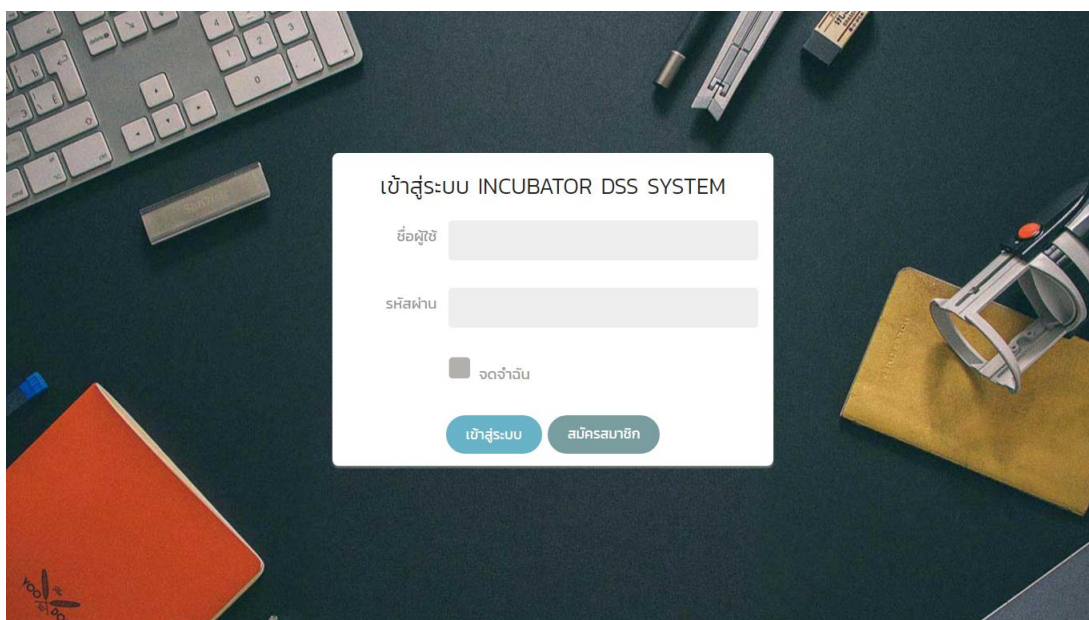 เข้าสู่ระบบ INCUBATOR DSS SYSTEM
ชื่อผู้ใช้
รหัสผ่าน
จดจำฉัน
เข้าสู่ระบบ
สมัครสมาชิก